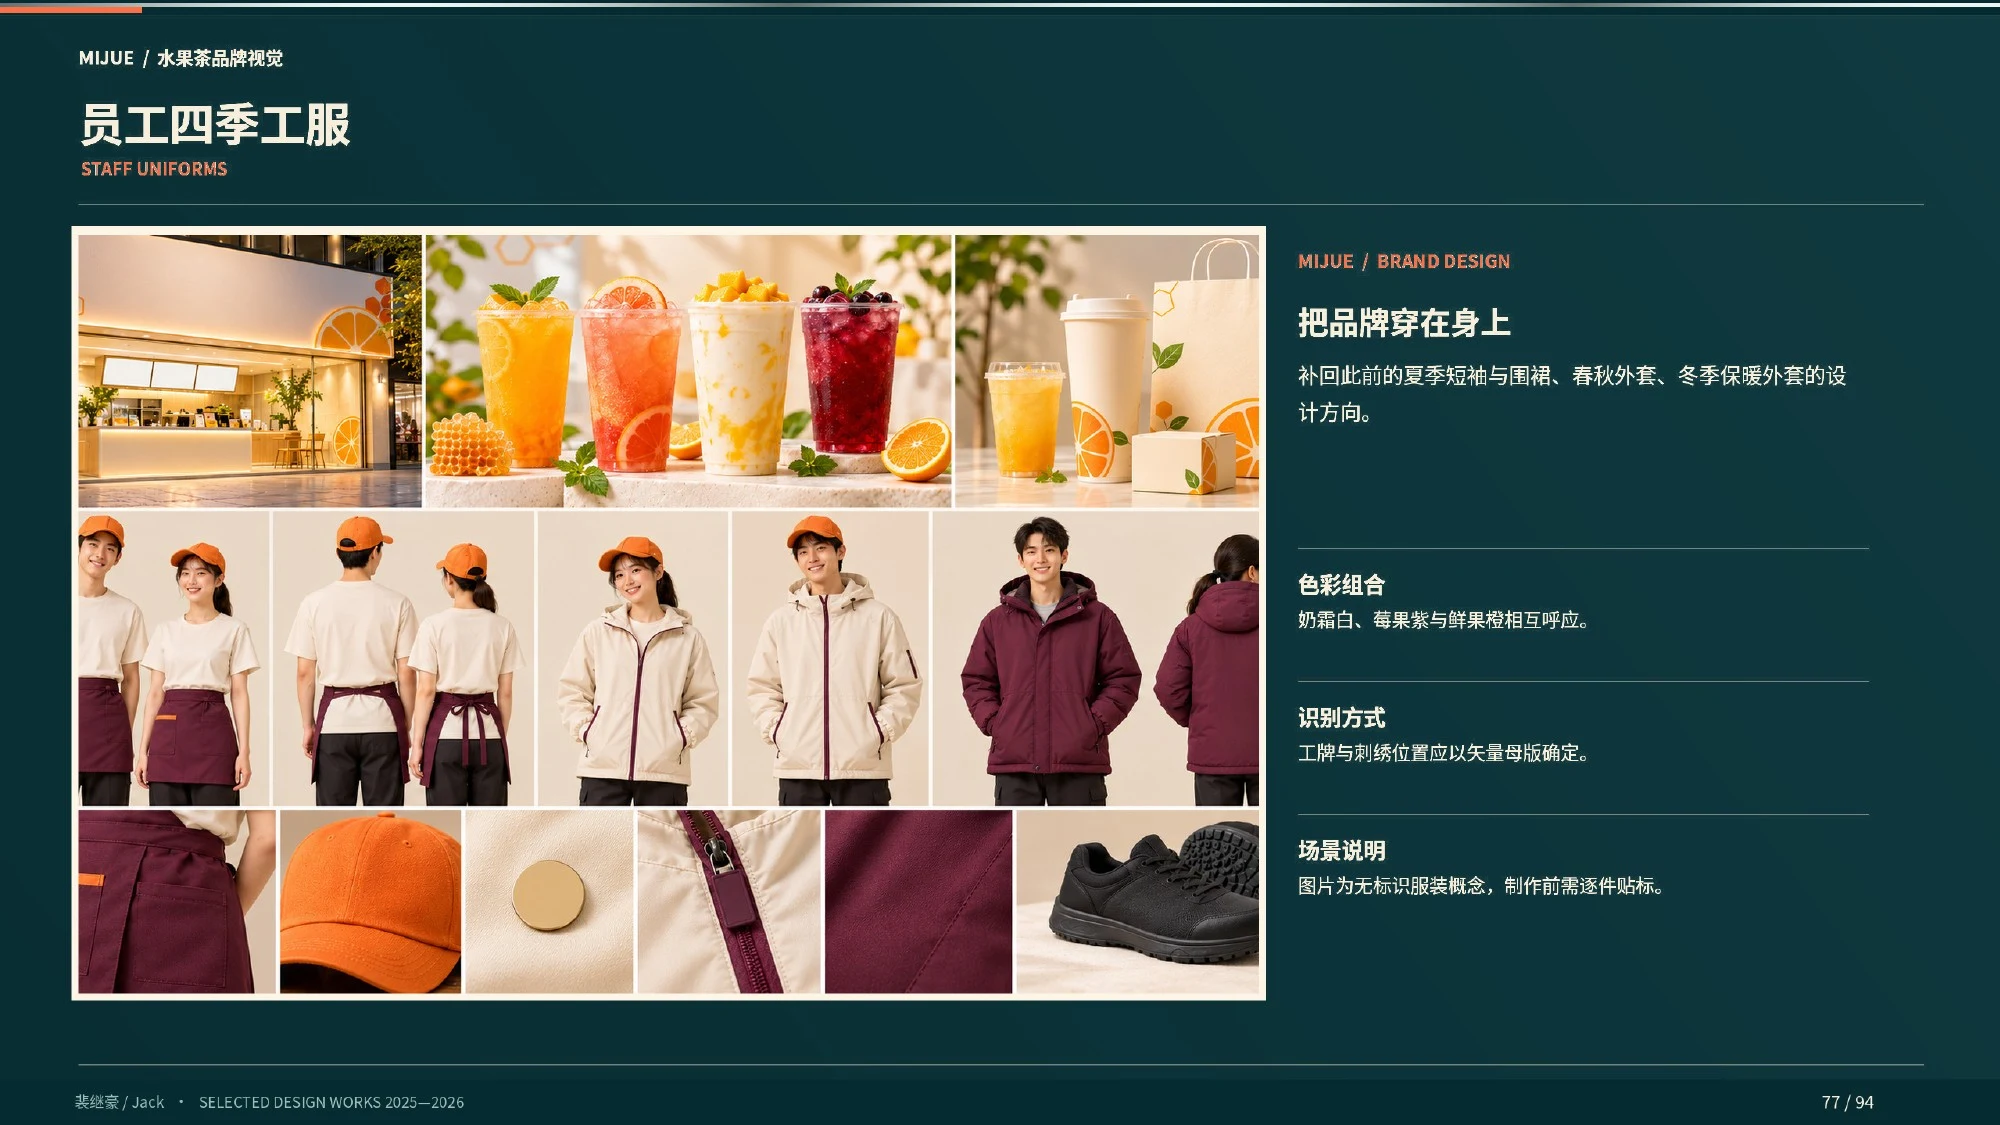 MIJUE / 水果茶品牌视觉
员工四季工服
STAFF UNIFORMS
MIJUE / BRAND DESIGN
把品牌穿在身上
补回此前的夏季短袖与围裙、春秋外套、冬季保暖外套的设
计方向。
色彩组合
奶霜白、莓果紫与鲜果橙相互呼应。
识别方式
工牌与刺绣位置应以矢量母版确定。
场景说明
图片为无标识服装概念，制作前需逐件贴标。
裴继豪 / Jack • SELECTED DESIGN WORKS 2025—2026
77 / 94